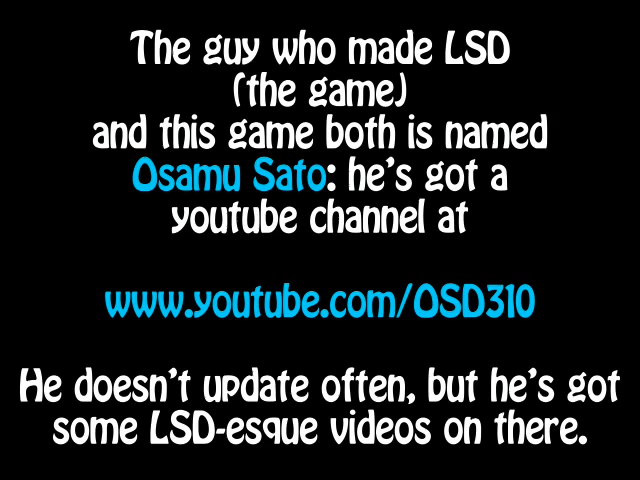 The guy who made LSD
(the game)
and this game both is named
Osamu Sato: he's got a
youtube channel at
www.youtube.com/OSD310
He doesn't update often, but he's got
some LSD-esque videos on there.